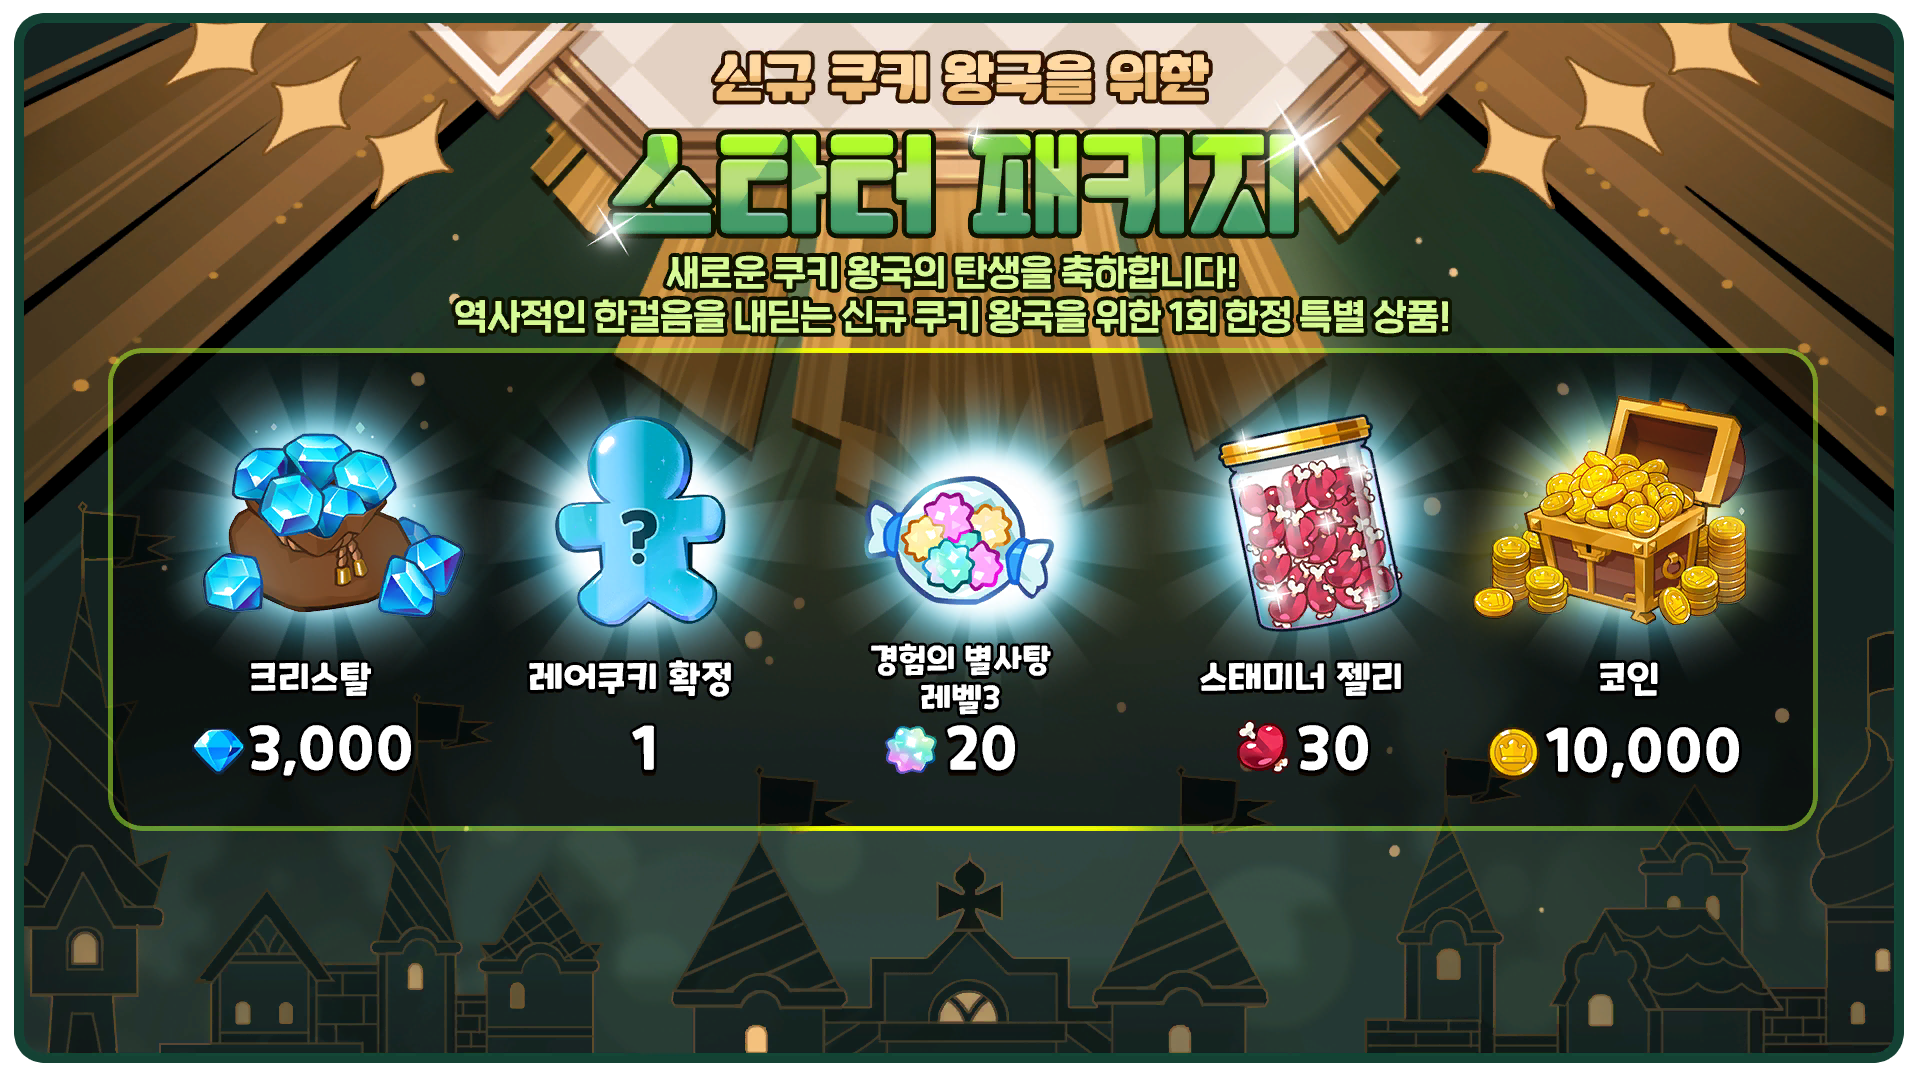 신규 쿠키 왕국을 위한
스타터 패키지
새로운 쿠키 왕국의 탄생을 축하합니다!
역사적인 한걸음을 내딛는 신규 쿠키 왕국을 위한 1회 한정 특별 상품!
?
크리스탈
3,000
레어쿠키 확정
1
경험의 별사탕
레벨3
20
스태미너 젤리
30
코인
10,000